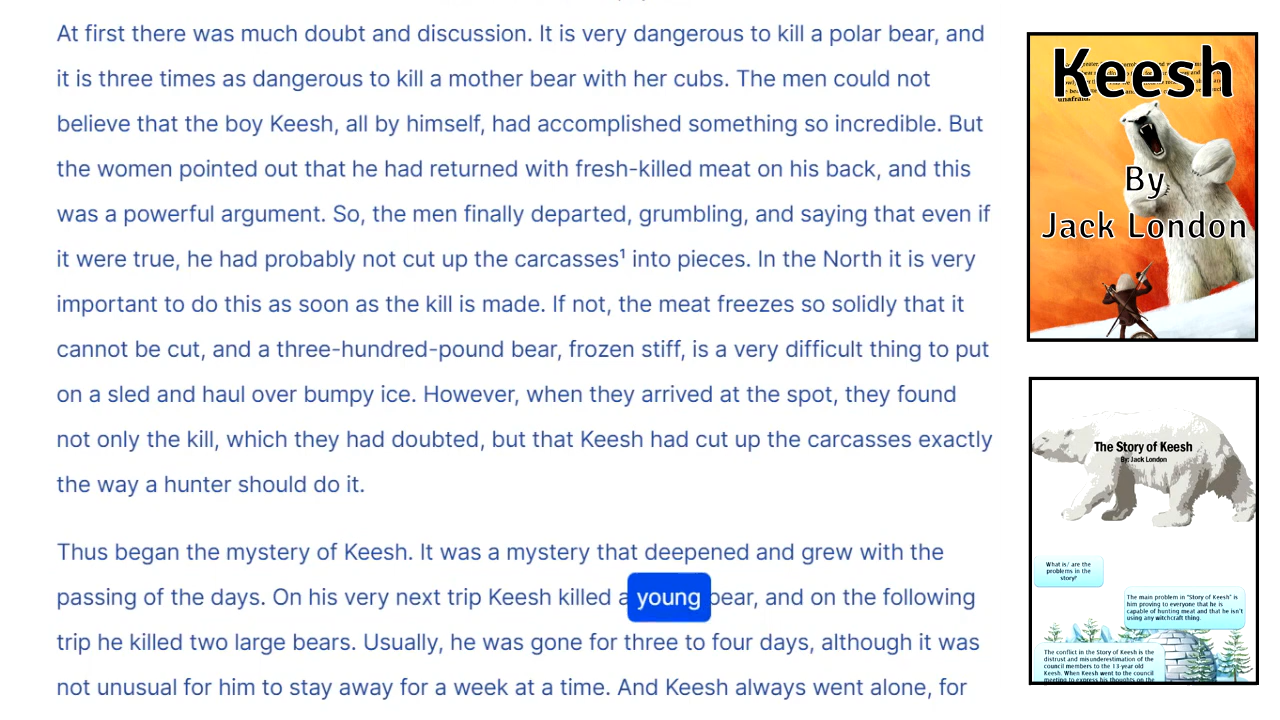 At first there was much doubt and discussion. It is very dangerous to kill a polar bear, and
it is three times as dangerous to kill a mother bear with her cubs. The men could not
believe that the boy Keesh, all by himself, had accomplished something so incredible. But
the women pointed out that he had returned with fresh-killed meat on his back, and this
was a powerful argument. So, the men finally departed, grumbling, and saying that even if
it were true, he had probably not cut up the carcasses¹ into pieces. In the North it is very
important to do this as soon as the kill is made. If not, the meat freezes so solidly that it
cannot be cut, and a three-hundred-pound bear, frozen stiff, is a very difficult thing to put
on a sled and haul over bumpy ice. However, when they arrived at the spot, they found
not only the kill, which they had doubted, but that Keesh had cut up the carcasses exactly
the way a hunter should do it.
Thus began the mystery of Keesh. It was a mystery that deepened and grew with the
passing of the days. On his very next trip Keesh killed a young bear, and on the following
trip he killed two large bears. Usually, he was gone for three to four days, although it was
not unusual for him to stay away for a week at a time. And Keesh always went alone, for
Keesh
unafraid.
By
Jack London
The Story of Keesh
By: Jack London
What is/ are the
problems in the
story?
The main problem in "Story of Keesh" is
him proving to everyone that he is
capable of hunting meat and that he isn't
using any witchcraft thing.
The conflict in the Story of Keesh is the
distrust and misunderestimation of the
council members to the 13-year old
Keesh. When Keesh went to the council
meeting to express his thoughts on the